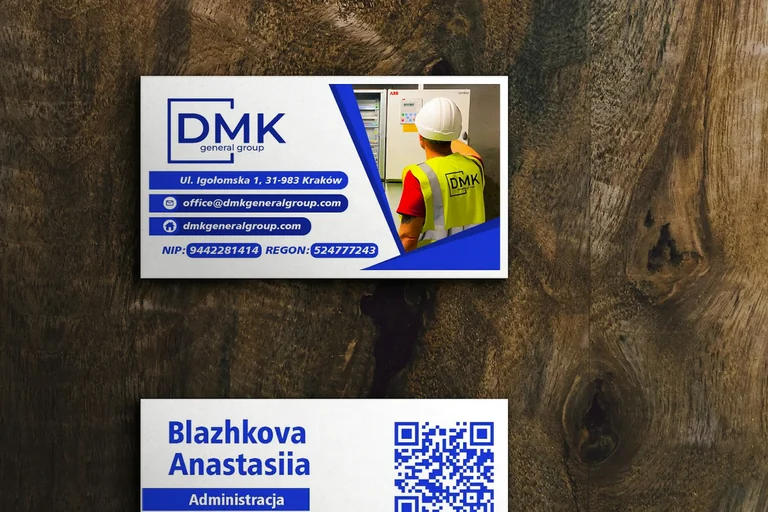 DMK
general group
Ul. Igołomska 1, 31-983 Kraków
office@dmkgeneralgroup.com
dmkgeneralgroup.com
NIP: 9442281414 REGON: 524777243
ABB
DMK
Blazhkova
Anastasiia
Administracja